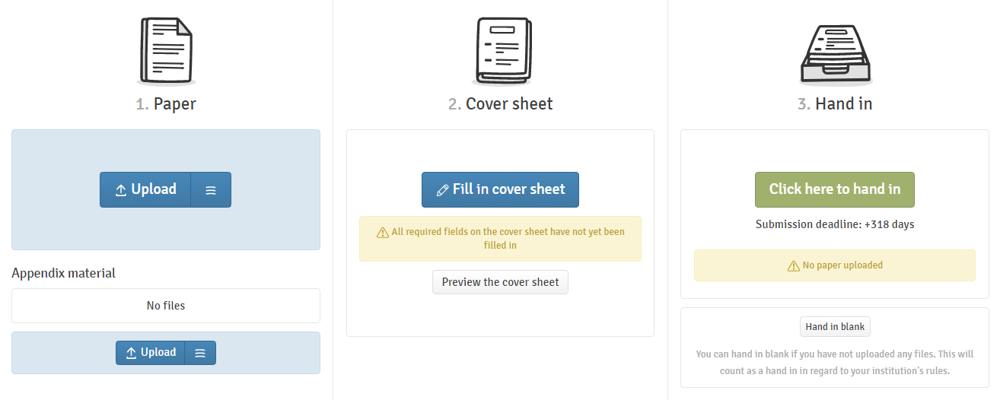 1. Paper
Upload
Appendix material
No files
Upload
2. Cover sheet
Fill in cover sheet
All required fields on the cover sheet have not yet been
filled in
Preview the cover sheet
3. Hand in
Click here to hand in
Submission deadline: +318 days
No paper uploaded
Hand in blank
You can hand in blank if you have not uploaded any files. This will
count as a hand in in regard to your institution's rules.